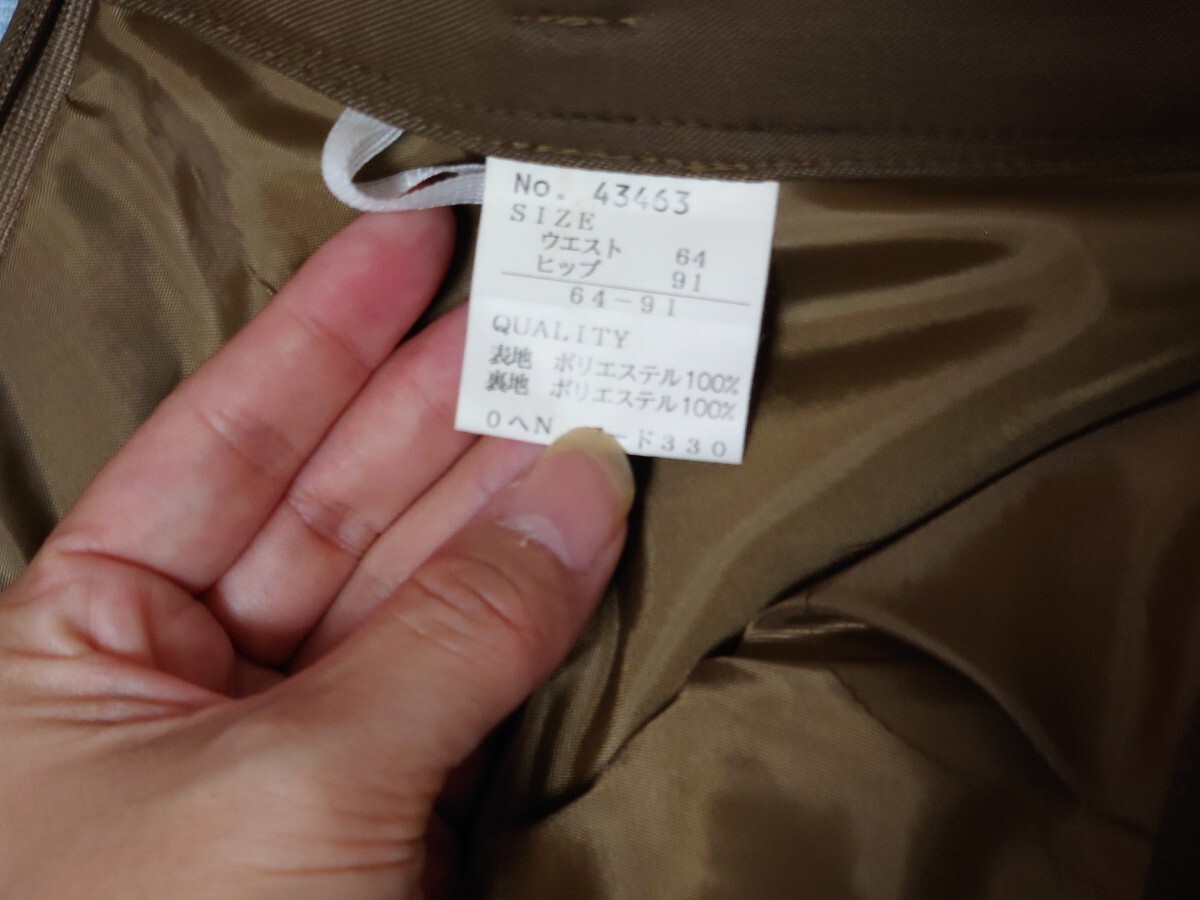 No. 43463
SIZE
ウエスト 64
ヒップ 91
64-91
QUALITY
表地 ポリエステル100%
裏地 ポリエステル100%
0ヘN ード330